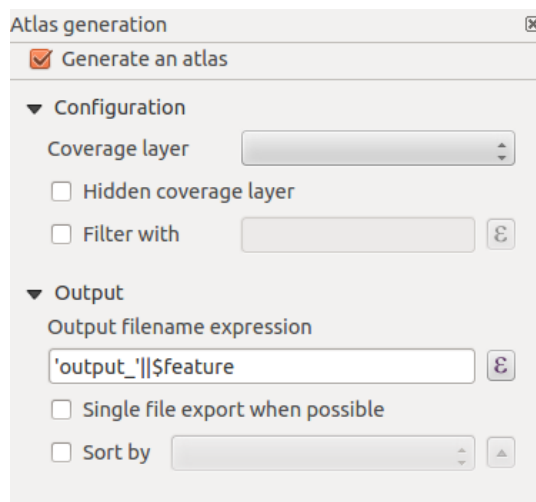 Atlas generation
Generate an atlas
Configuration
Coverage layer
Hidden coverage layer
Filter with
ε
Output
Output filename expression
'output_'||$feature
ε
Single file export when possible
Sort by